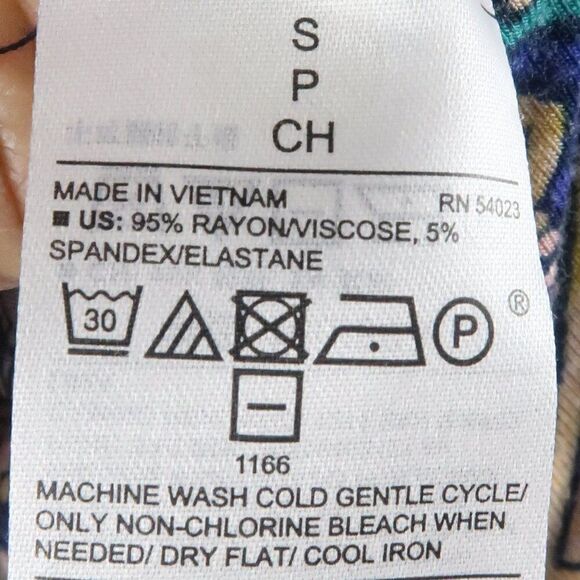 S
P
CH
MADE IN VIETNAM RN 54023
US: 95% RAYON/VISCOSE, 5%
SPANDEX/ELASTANE
30 P ®
1166
MACHINE WASH COLD GENTLE CYCLE/
ONLY NON-CHLORINE BLEACH WHEN
NEEDED/ DRY FLAT/ COOL IRON